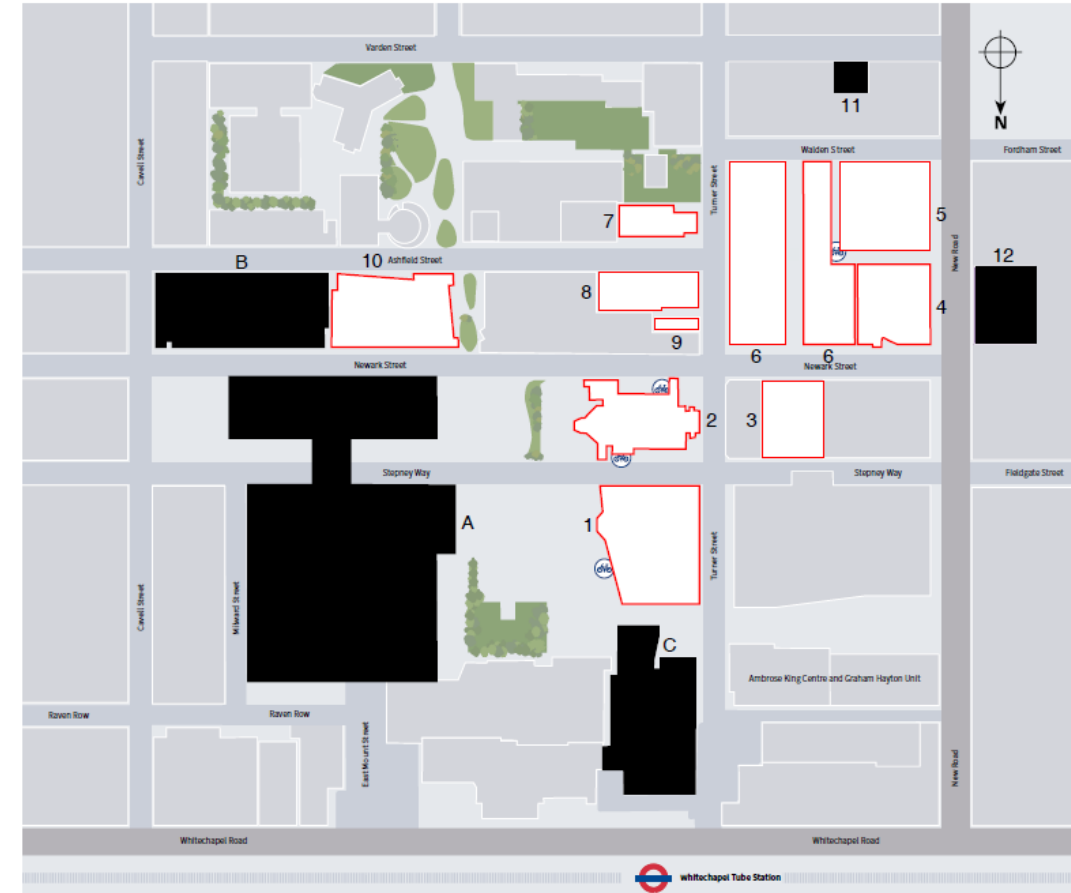 Varden Street
11
N
Cavell Street
Turner Street
Walden Street
Fordham Street
7
5
New Road
B
10
Ashfield Street
12
8
4
9
6
6
Newark Street
Newark Street
2
3
Stepney Way
Stepney Way
Fieldgate Street
A
1
Turner Street
Cavell Street
Milward Street
C
Ambrose King Centre and Graham Hayton Unit
Raven Row
Raven Row
East Mount Street
New Road
Whitechapel Road
Whitechapel Road
whitechapel Tube Station